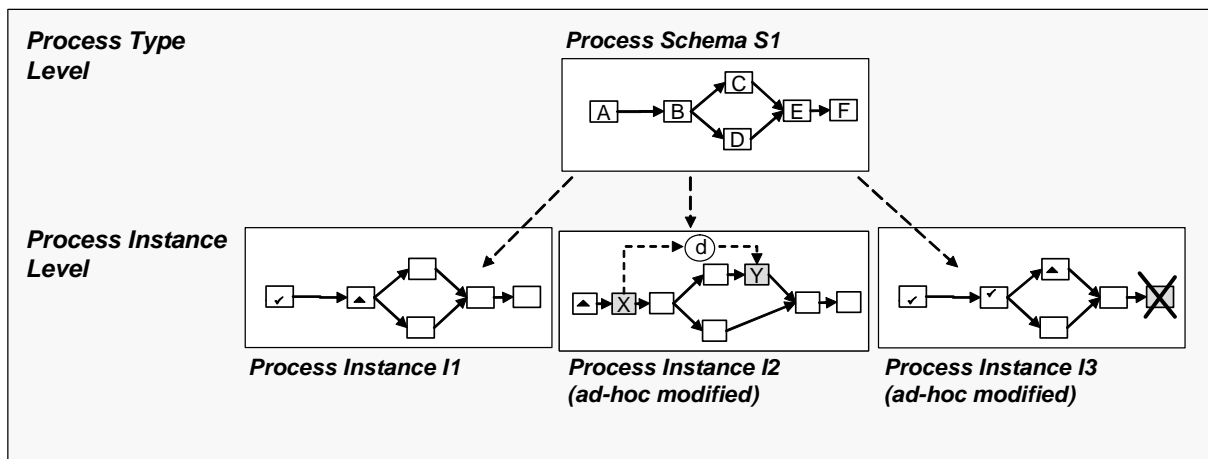 Process Type
Level
Process Schema S1
C
A
B
E
F
D
Process Instance
Level
d
Y
X
Process Instance I1
Process Instance I2
(ad-hoc modified)
Process Instance I3
(ad-hoc modified)